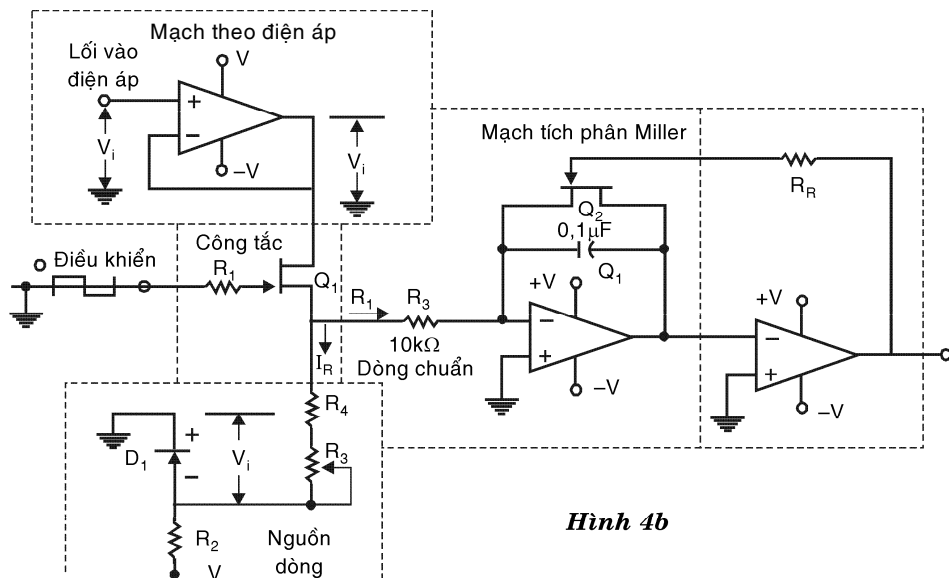 Mạch theo điện áp
Lối vào
điện áp
V
+
−
V_i
−V
V_i
Mạch tích phân Miller
R_R
Q_2
0,1μF
Q_1
Công tắc
Điều khiển
R_1
Q_1
R_1
R_3
10kΩ
Dòng chuẩn
I_R
+V
−
+
−V
+V
−
+
−V
R_4
R_3
D_1
+
−
V_i
R_2
V
Nguồn
dòng
Hình 4b